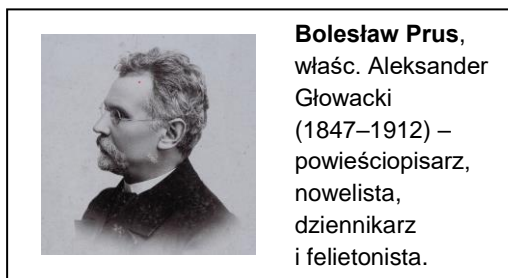 Bolesław Prus,
właśc. Aleksander
Głowacki
(1847–1912) –
powieściopisarz,
nowelista,
dziennikarz
i felietonista.